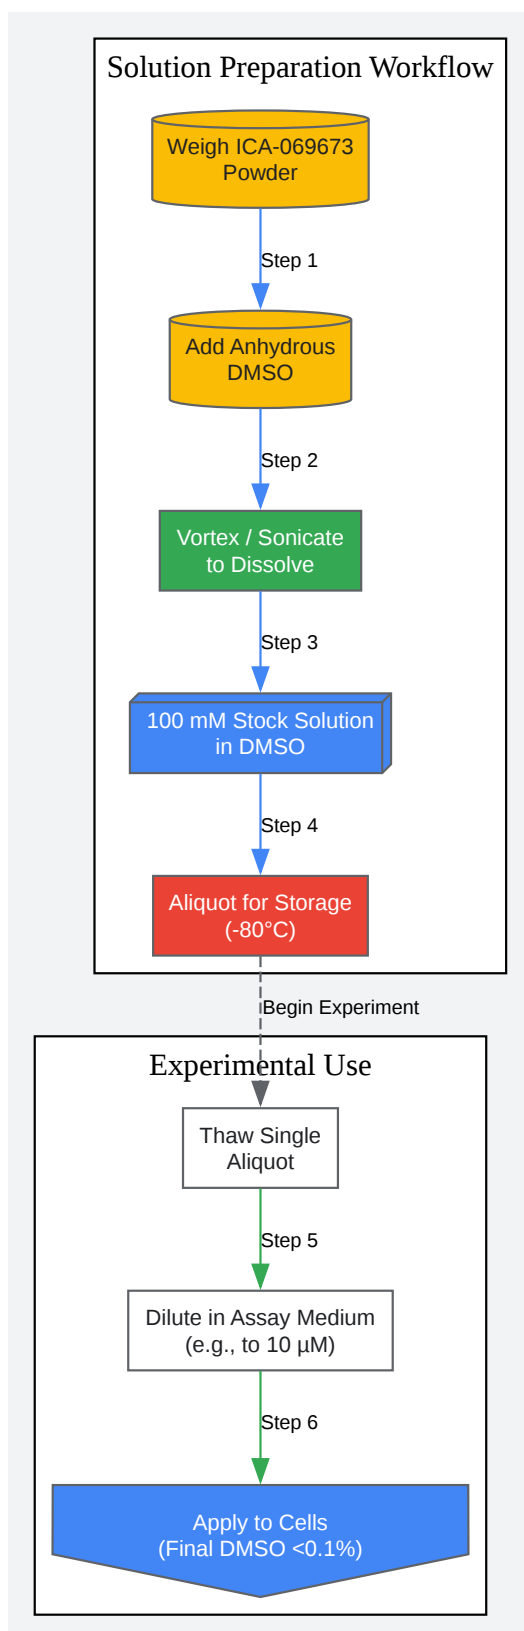 Solution Preparation Workflow
Weigh ICA-069673
Powder
Step 1
Add Anhydrous
DMSO
Step 2
Vortex / Sonicate
to Dissolve
Step 3
100 mM Stock Solution
in DMSO
Step 4
Aliquot for Storage
(-80°C)
Begin Experiment
Experimental Use
Thaw Single
Aliquot
Step 5
Dilute in Assay Medium
(e.g., to 10 µM)
Step 6
Apply to Cells
(Final DMSO <0.1%)